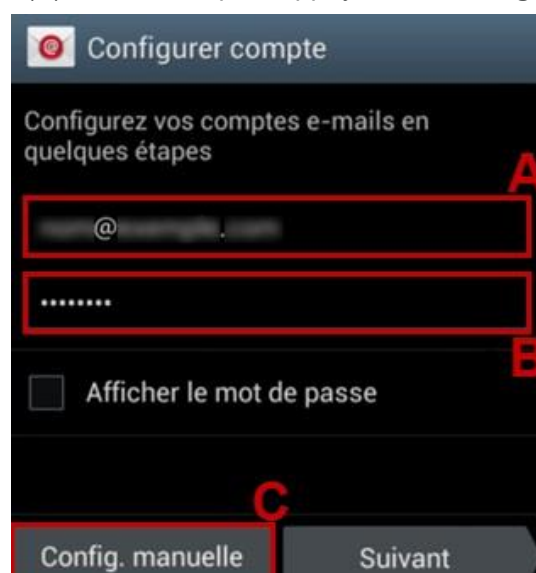 Configurer compte
Configurez vos comptes e-mails en
quelques étapes
A
@ .
••••••••
B
Afficher le mot de passe
C
Config. manuelle
Suivant